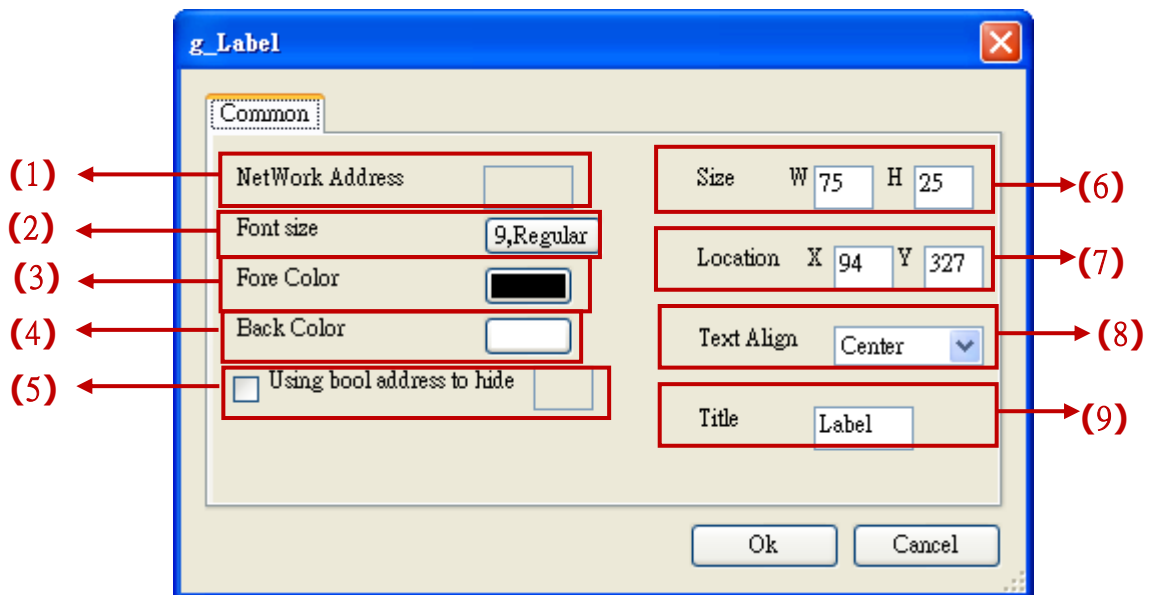 g_Label
Common
(1) NetWork Address
(2) Font size 9,Regular
(3) Fore Color
(4) Back Color
(5) Using bool address to hide
Size W 75 H 25 (6)
Location X 94 Y 327 (7)
Text Align Center (8)
Title Label (9)
Ok Cancel